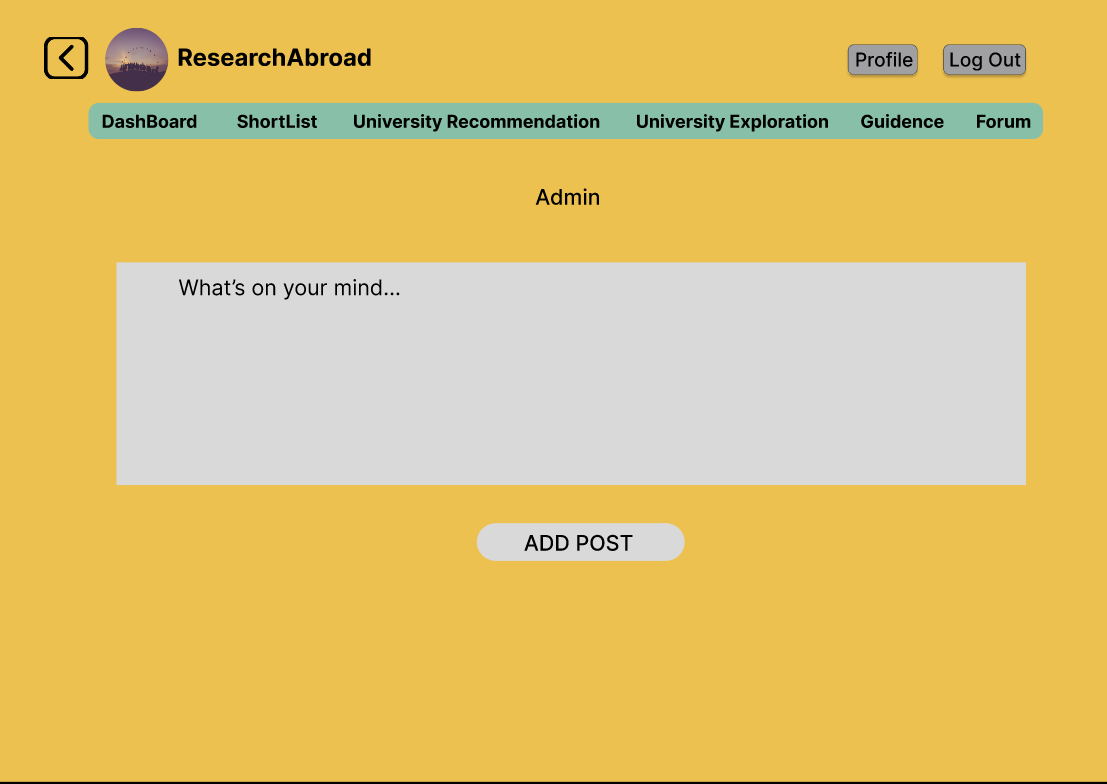 ResearchAbroad
Profile Log Out
DashBoard ShortList University Recommendation University Exploration Guidence Forum
Admin
What’s on your mind...
ADD POST